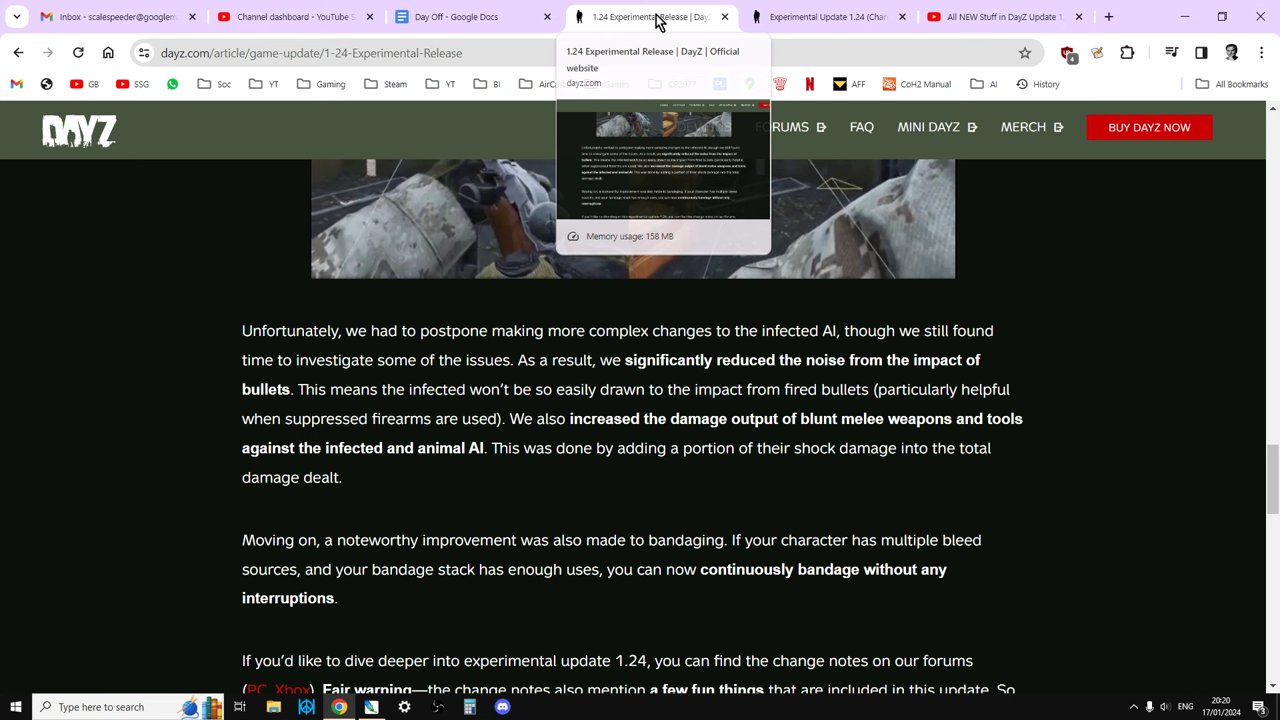 Inbox - scalespeeder@googlem
Channel dashboard - YouTube S
Day Off - Google Docs
1.24 Experimental Release | DayZ
Experimental Update 1.24 (Chan
All NEW Stuff in DayZ Update 1.
dayz.com/article/game-update/1-24-Experimental-Release
4
1.24 Experimental Release | DayZ | Official
website
dayz.com
GB
SSG
Soc
YT
Gaming
Steam
YT
BI
Games
CP2077
AFF
CoH2 Manual
AI
History
All Bookmarks
DAYZ
FORUMS
FAQ
MINI DAYZ
MERCH
BUY DAYZ NOW
Memory usage: 158 MB
Unfortunately, we had to postpone making more complex changes to the infected AI, though we still found
time to investigate some of the issues. As a result, we significantly reduced the noise from the impact of
bullets. This means the infected won’t be so easily drawn to the impact from fired bullets (particularly helpful
when suppressed firearms are used). We also increased the damage output of blunt melee weapons and tools
against the infected and animal AI. This was done by adding a portion of their shock damage into the total
damage dealt.
Moving on, a noteworthy improvement was also made to bandaging. If your character has multiple bleed
sources, and your bandage stack has enough uses, you can now continuously bandage without any
interruptions.
If you’d like to dive deeper into experimental update 1.24, you can find the change notes on our forums
(PC, Xbox). Fair warning—the change notes also mention a few fun things that are included in this update. So
Type here to search
ENG
20:20
17/01/2024
3